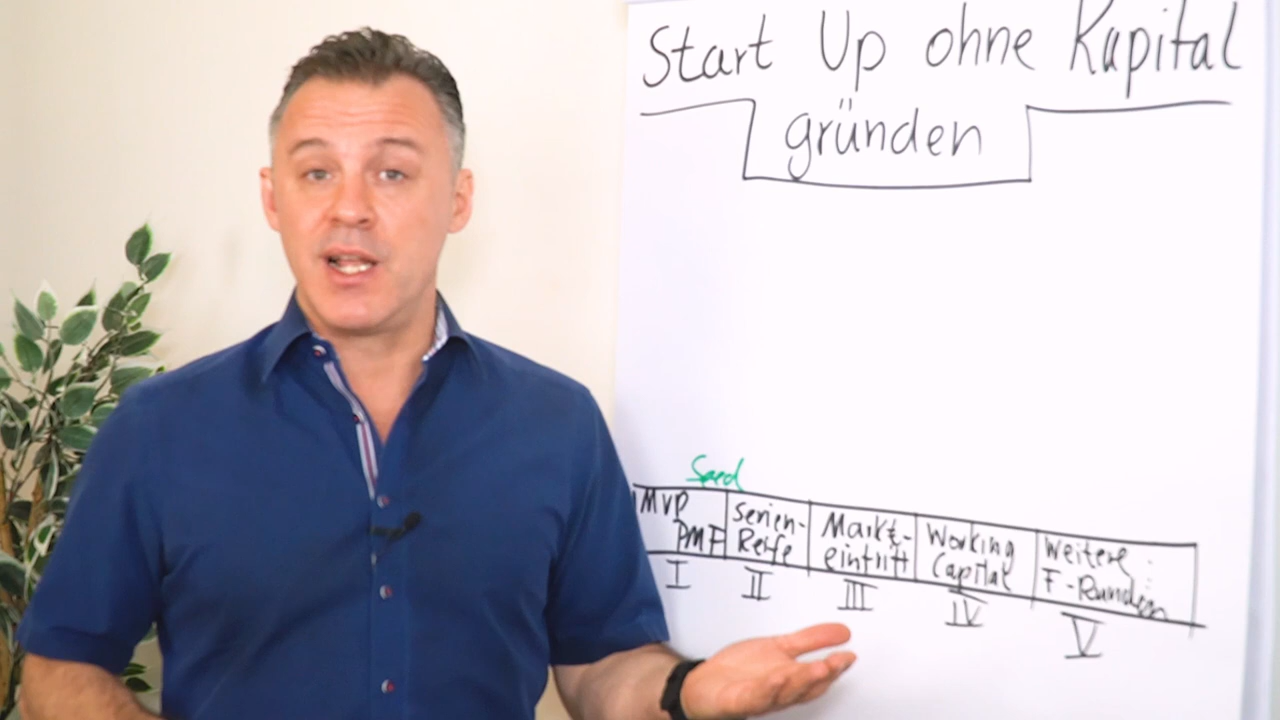 Start Up ohne Kapital
gründen
Seed
MVP
PMF
Serien-
Reife
Markt-
eintritt
Working
Capital
Weitere
F-Runden
I
II
III
IV
V